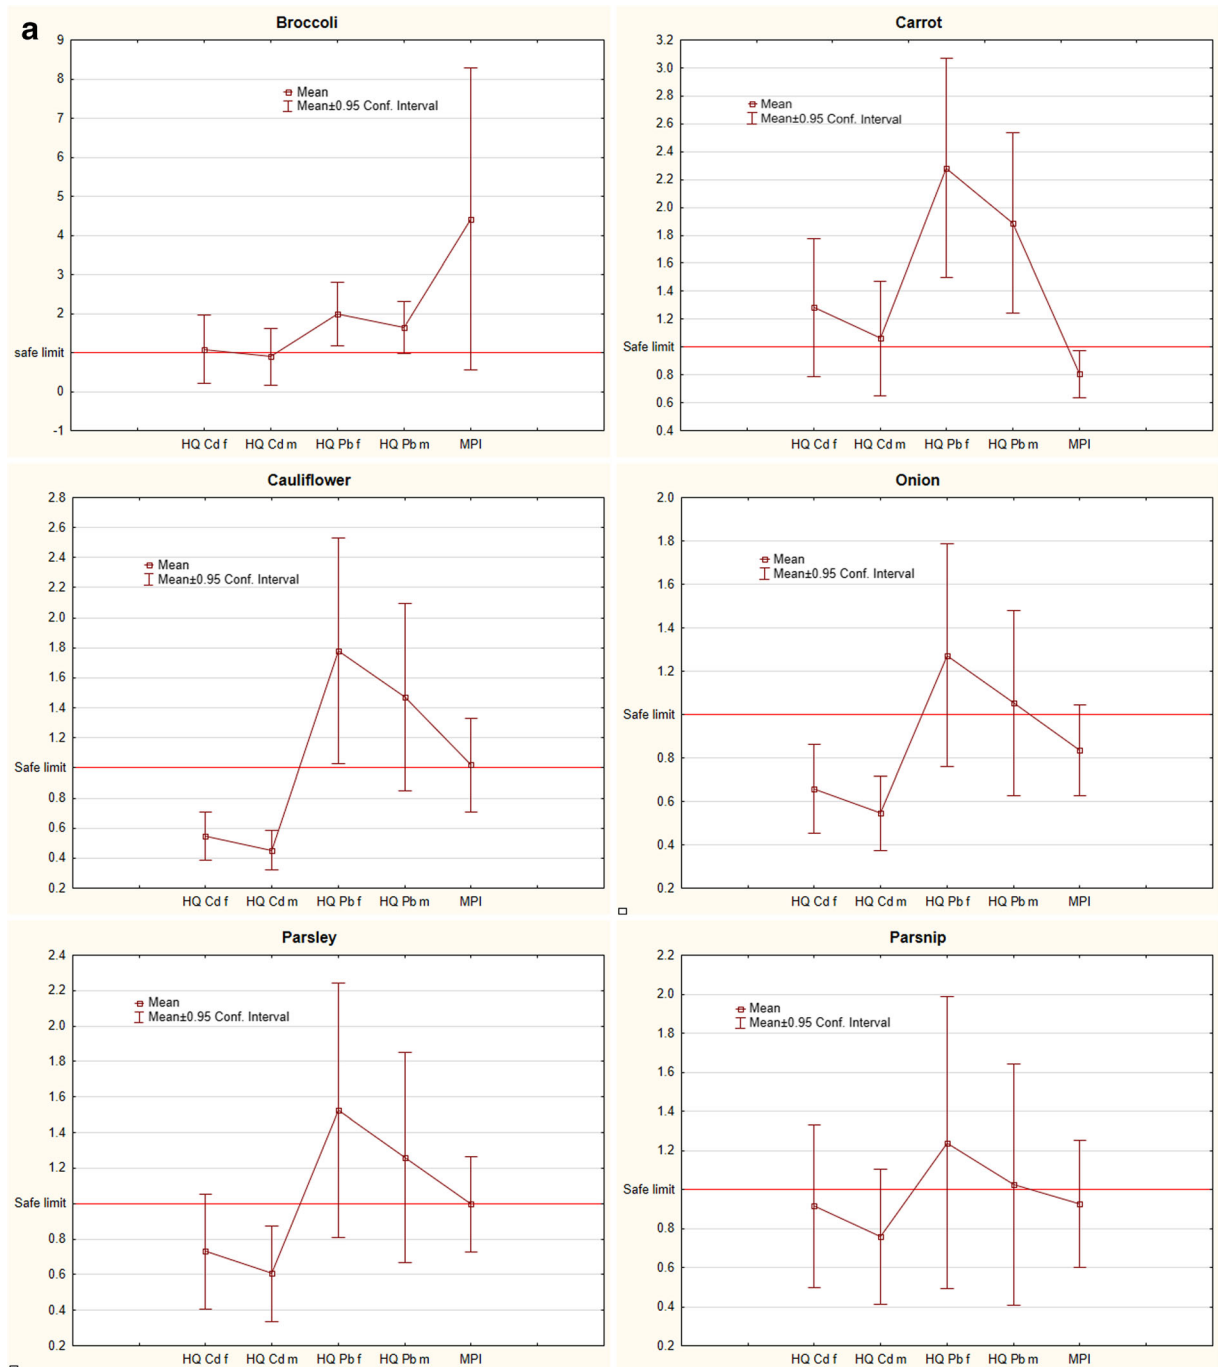 a
Broccoli
9
8
7
6
5
4
3
2
safe limit
0
-1
Mean
Mean±0.95 Conf. Interval
HQ Cd f HQ Cd m HQ Pb f HQ Pb m MPI
Carrot
3.2
3.0
2.8
2.6
2.4
2.2
2.0
1.8
1.6
1.4
1.2
Safe limit
0.8
0.6
0.4
Mean
Mean±0.95 Conf. Interval
HQ Cd f HQ Cd m HQ Pb f HQ Pb m MPI
Cauliflower
2.8
2.6
2.4
2.2
2.0
1.8
1.6
1.4
1.2
Safe limit
0.8
0.6
0.4
0.2
Mean
Mean±0.95 Conf. Interval
HQ Cd f HQ Cd m HQ Pb f HQ Pb m MPI
Onion
2.0
1.8
1.6
1.4
1.2
Safe limit
0.8
0.6
0.4
0.2
Mean
Mean±0.95 Conf. Interval
HQ Cd f HQ Cd m HQ Pb f HQ Pb m MPI
Parsley
2.4
2.2
2.0
1.8
1.6
1.4
1.2
Safe limit
0.8
0.6
0.4
0.2
Mean
Mean±0.95 Conf. Interval
HQ Cd f HQ Cd m HQ Pb f HQ Pb m MPI
Parsnip
2.2
2.0
1.8
1.6
1.4
1.2
Safe limit
0.8
0.6
0.4
0.2
Mean
Mean±0.95 Conf. Interval
HQ Cd f HQ Cd m HQ Pb f HQ Pb m MPI